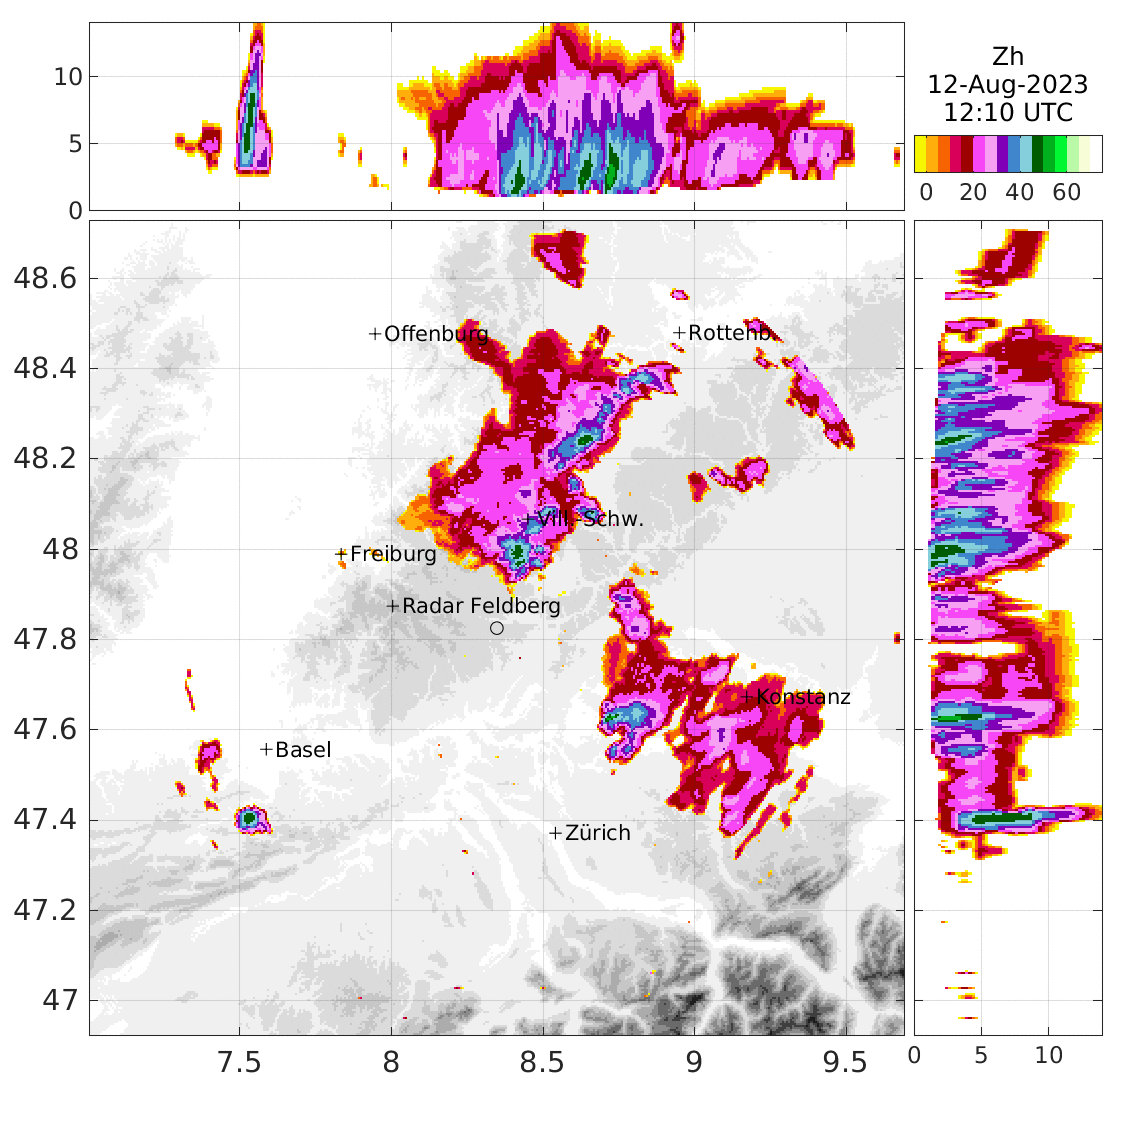 10
5
0
Zh
12-Aug-2023
12:10 UTC
0 20 40 60
48.6
48.4
48.2
48
47.8
47.6
47.4
47.2
47
+Offenburg
+Rottenb.
+Vill.-Schw.
+Freiburg
+Radar Feldberg
+Konstanz
+Basel
+Zürich
7.5 8 8.5 9 9.5
0 5 10